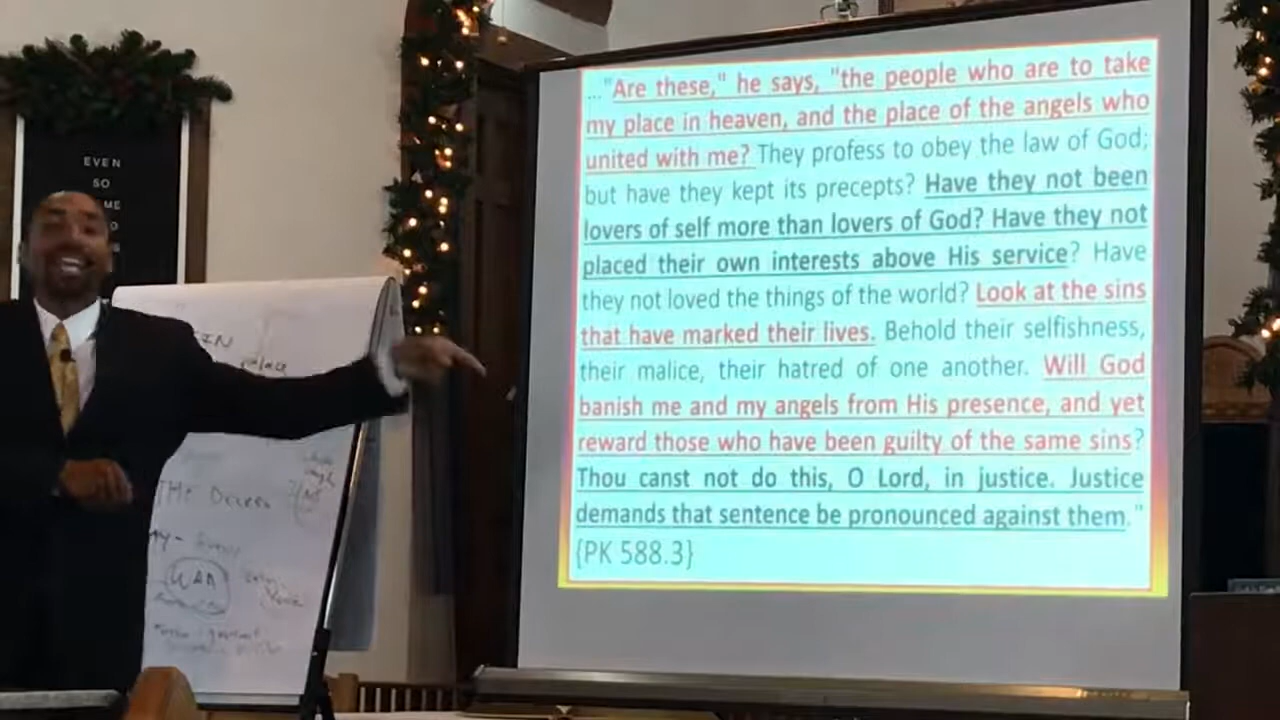 EVEN
SO
ME
..."Are these," he says, "the people who are to take
my place in heaven, and the place of the angels who
united with me? They profess to obey the law of God;
but have they kept its precepts? Have they not been
lovers of self more than lovers of God? Have they not
placed their own interests above His service? Have
they not loved the things of the world? Look at the sins
that have marked their lives. Behold their selfishness,
their malice, their hatred of one another. Will God
banish me and my angels from His presence, and yet
reward those who have been guilty of the same sins?
Thou canst not do this, O Lord, in justice. Justice
demands that sentence be pronounced against them."
{PK 588.3}
THE Decree
WAR